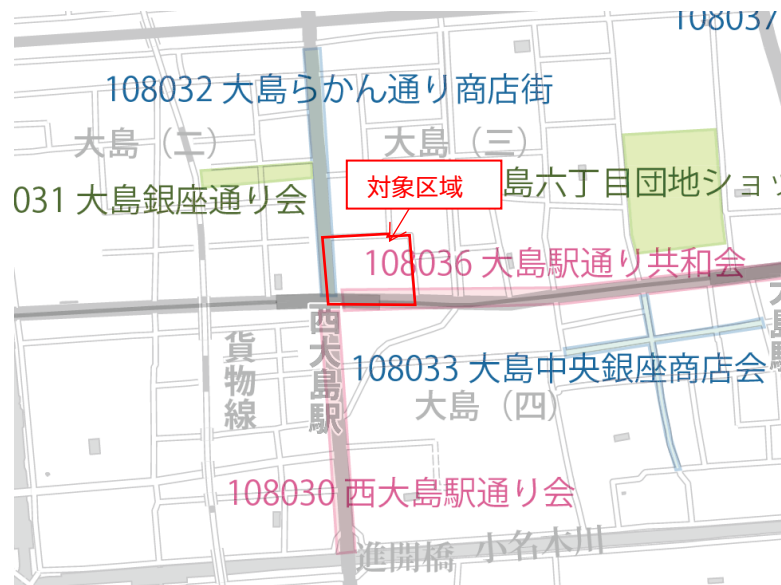 108037
108032 大島らかん通り商店街
大島（二）
大島（三）
対象区域
031 大島銀座通り会
島六丁目団地ショッ
108036 大島駅通り共和会
大島駅
西大島駅
貨物線
108033 大島中央銀座商店会
大島（四）
108030 西大島駅通り会
進開橋
小名木川